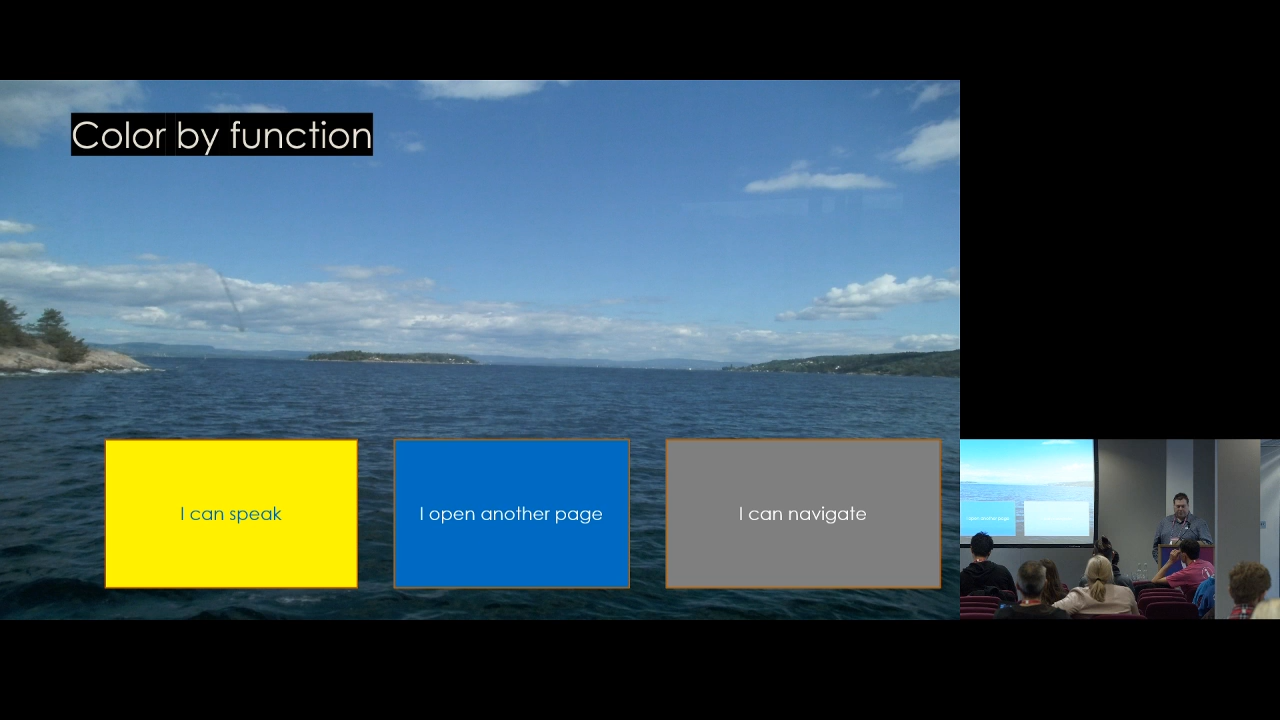 Color by function
I can speak
I open another page
I can navigate